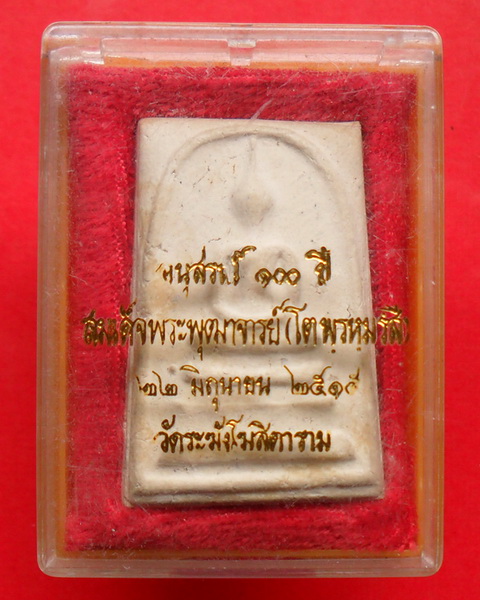 อนุสรณ์ ๑๐๐ ปี
สมเด็จพระพุฒาจารย์ (โต พฺรหฺมรํสี)
๒๒ มิถุนายน ๒๕๑๕
วัดระฆังโฆสิตาราม